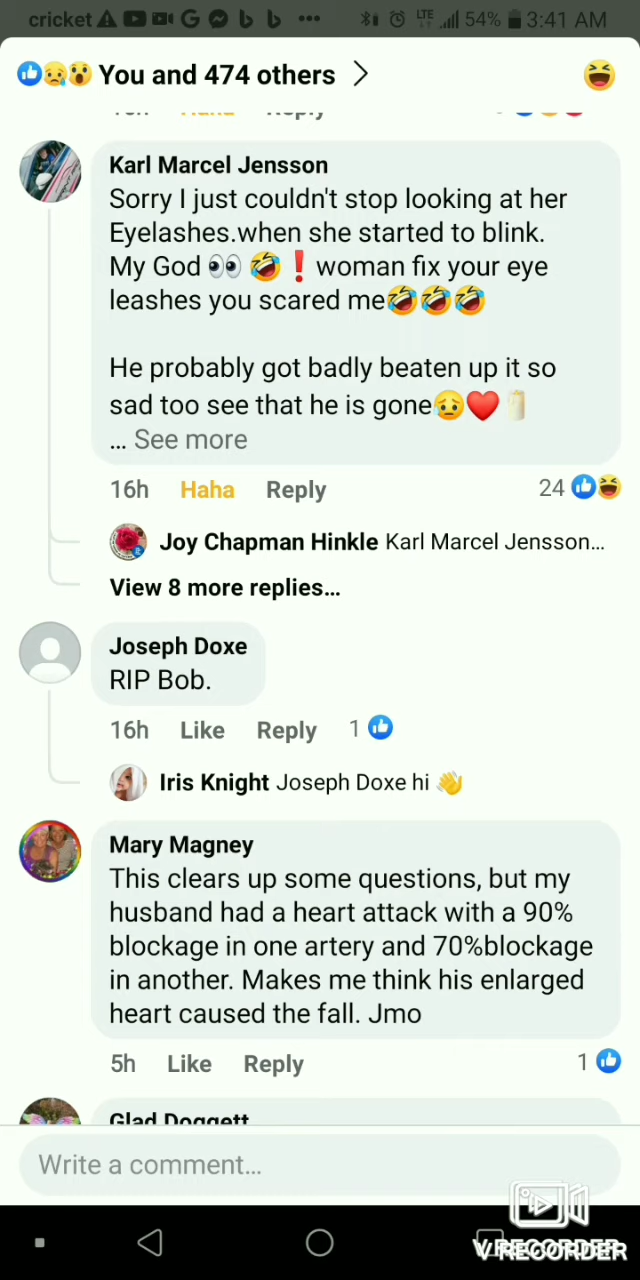 cricket G b b ... LTE 54% 3:41 AM
You and 474 others
Karl Marcel Jensson
Sorry I just couldn't stop looking at her
Eyelashes.when she started to blink.
My God 👀 🤣❗ woman fix your eye
leashes you scared me🤣🤣🤣
He probably got badly beaten up it so
sad too see that he is gone😥❤️🕯️
... See more
16h Haha Reply 24
Joy Chapman Hinkle Karl Marcel Jensson...
View 8 more replies...
Joseph Doxe
RIP Bob.
16h Like Reply 1
Iris Knight Joseph Doxe hi 👋
Mary Magney
This clears up some questions, but my
husband had a heart attack with a 90%
blockage in one artery and 70%blockage
in another. Makes me think his enlarged
heart caused the fall. Jmo
5h Like Reply 1
Glad Doggett
Write a comment...
V RECORDER